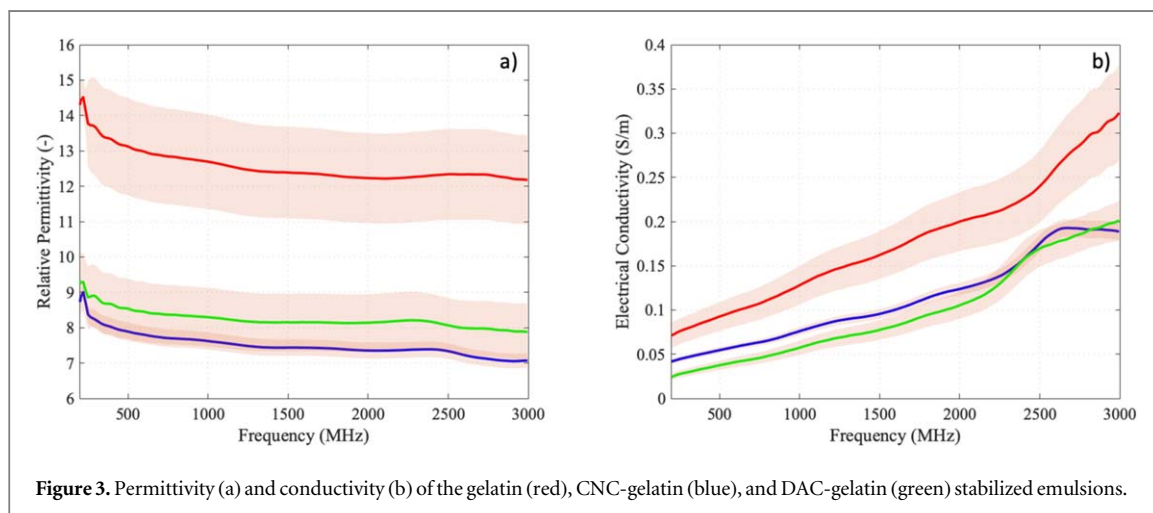 16
15
14
13
12
11
10
9
8
7
6
Relative Permittivity (-)
a)
500 1000 1500 2000 2500 3000
Frequency (MHz)
0.4
0.35
0.3
0.25
0.2
0.15
0.1
0.05
0
Electrical Conductivity (S/m)
b)
500 1000 1500 2000 2500 3000
Frequency (MHz)
Figure 3. Permittivity (a) and conductivity (b) of the gelatin (red), CNC-gelatin (blue), and DAC-gelatin (green) stabilized emulsions.